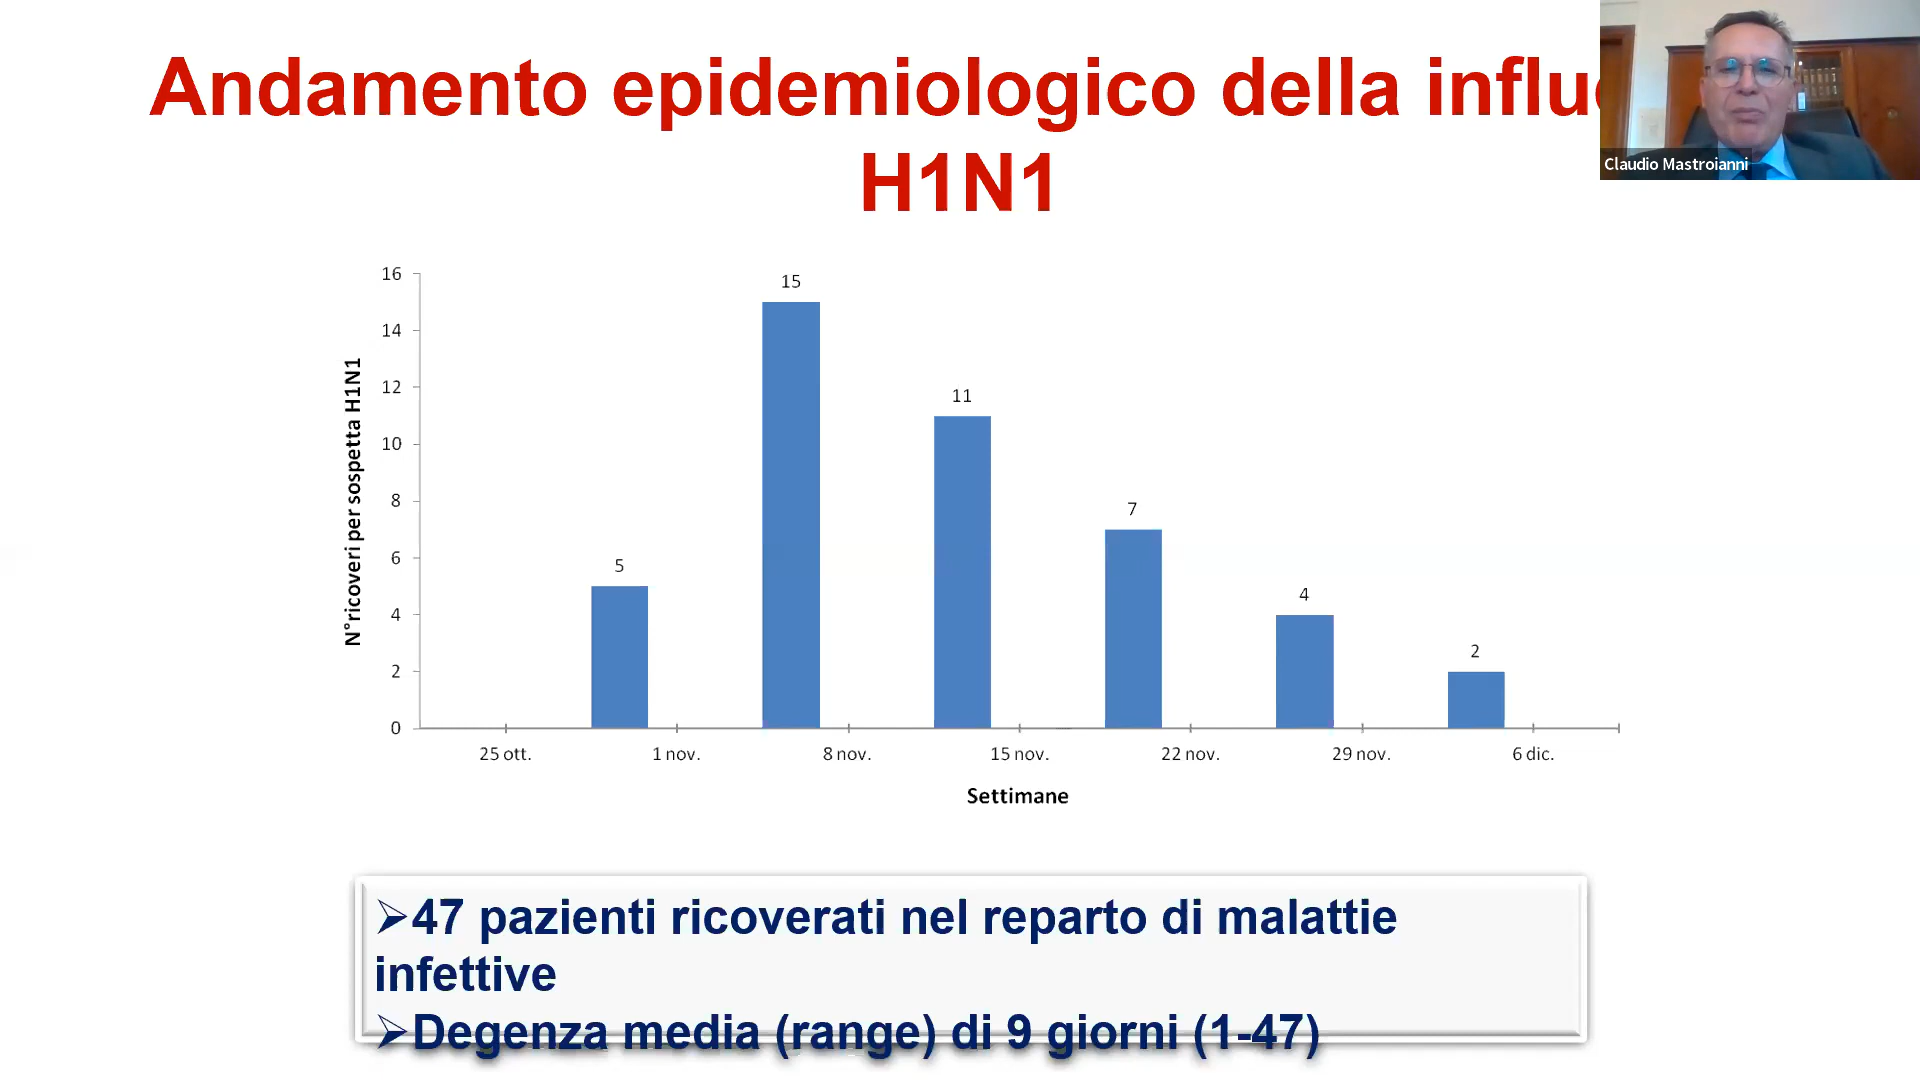 Andamento epidemiologico della influ
Claudio Mastroianni
H1N1
N°ricoveri per sospetta H1N1
16
14
12
10
8
6
4
2
0
5
15
11
7
4
2
25 ott.
1 nov.
8 nov.
15 nov.
22 nov.
29 nov.
6 dic.
Settimane
➢47 pazienti ricoverati nel reparto di malattie
infettive
➢Degenza media (range) di 9 giorni (1-47)